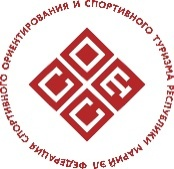 ФЕДЕРАЦИЯ СПОРТИВНОГО ОРИЕНТИРОВАНИЯ И СПОРТИВНОГО ТУРИЗМА РЕСПУБЛИКИ МАРИЙ ЭЛ